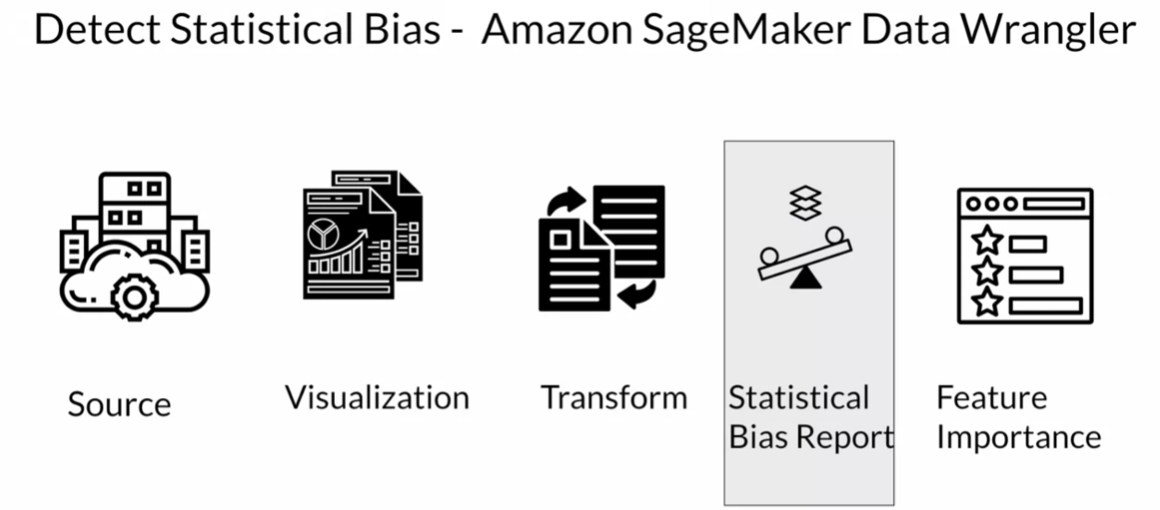 Detect Statistical Bias - Amazon SageMaker Data Wrangler
Source
Visualization
Transform
Statistical
Bias Report
Feature
Importance